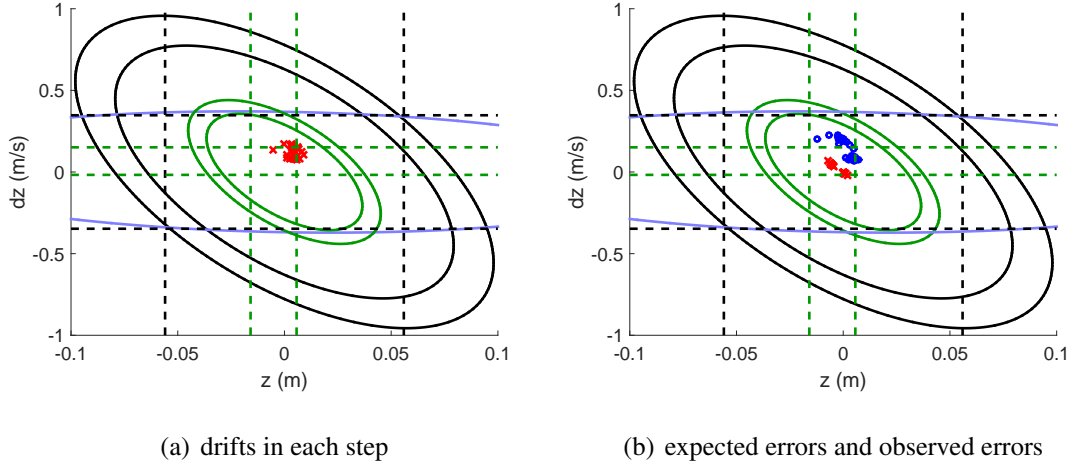 1
0.5
0
-0.5
-1
dz (m/s)
-0.1 -0.05 0 0.05 0.1
z (m)
(a) drifts in each step
1
0.5
0
-0.5
-1
dz (m/s)
-0.1 -0.05 0 0.05 0.1
z (m)
(b) expected errors and observed errors